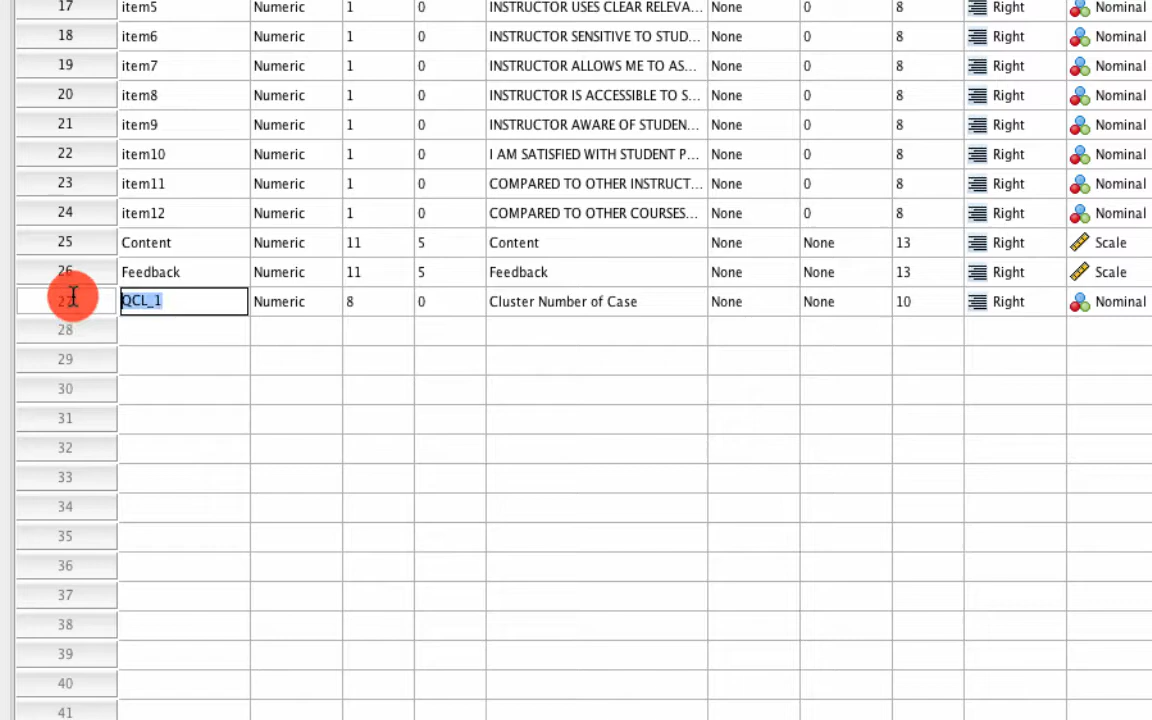 17 item5 Numeric 1 0 INSTRUCTOR USES CLEAR RELEVA... None 0 8 Right Nominal
18 item6 Numeric 1 0 INSTRUCTOR SENSITIVE TO STUD... None 0 8 Right Nominal
19 item7 Numeric 1 0 INSTRUCTOR ALLOWS ME TO AS... None 0 8 Right Nominal
20 item8 Numeric 1 0 INSTRUCTOR IS ACCESSIBLE TO S... None 0 8 Right Nominal
21 item9 Numeric 1 0 INSTRUCTOR AWARE OF STUDEN... None 0 8 Right Nominal
22 item10 Numeric 1 0 I AM SATISFIED WITH STUDENT P... None 0 8 Right Nominal
23 item11 Numeric 1 0 COMPARED TO OTHER INSTRUCT... None 0 8 Right Nominal
24 item12 Numeric 1 0 COMPARED TO OTHER COURSES... None 0 8 Right Nominal
25 Content Numeric 11 5 Content None None 13 Right Scale
26 Feedback Numeric 11 5 Feedback None None 13 Right Scale
27 QCL_1 Numeric 8 0 Cluster Number of Case None None 10 Right Nominal
28
29
30
31
32
33
34
35
36
37
38
39
40
41